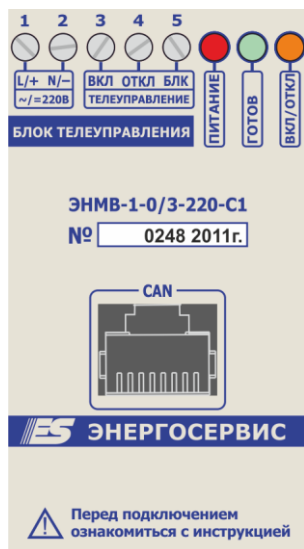 1 2 3 4 5
L/+ N/– ВКЛ ОТКЛ БЛК
~/=220В ТЕЛЕУПРАВЛЕНИЕ
ПИТАНИЕ
ГОТОВ
ВКЛ/ОТКЛ
БЛОК ТЕЛЕУПРАВЛЕНИЯ
ЭНМВ-1-0/3-220-С1
№ 0248 2011г.
CAN
ES ЭНЕРГОСЕРВИС
Перед подключением
ознакомиться с инструкцией